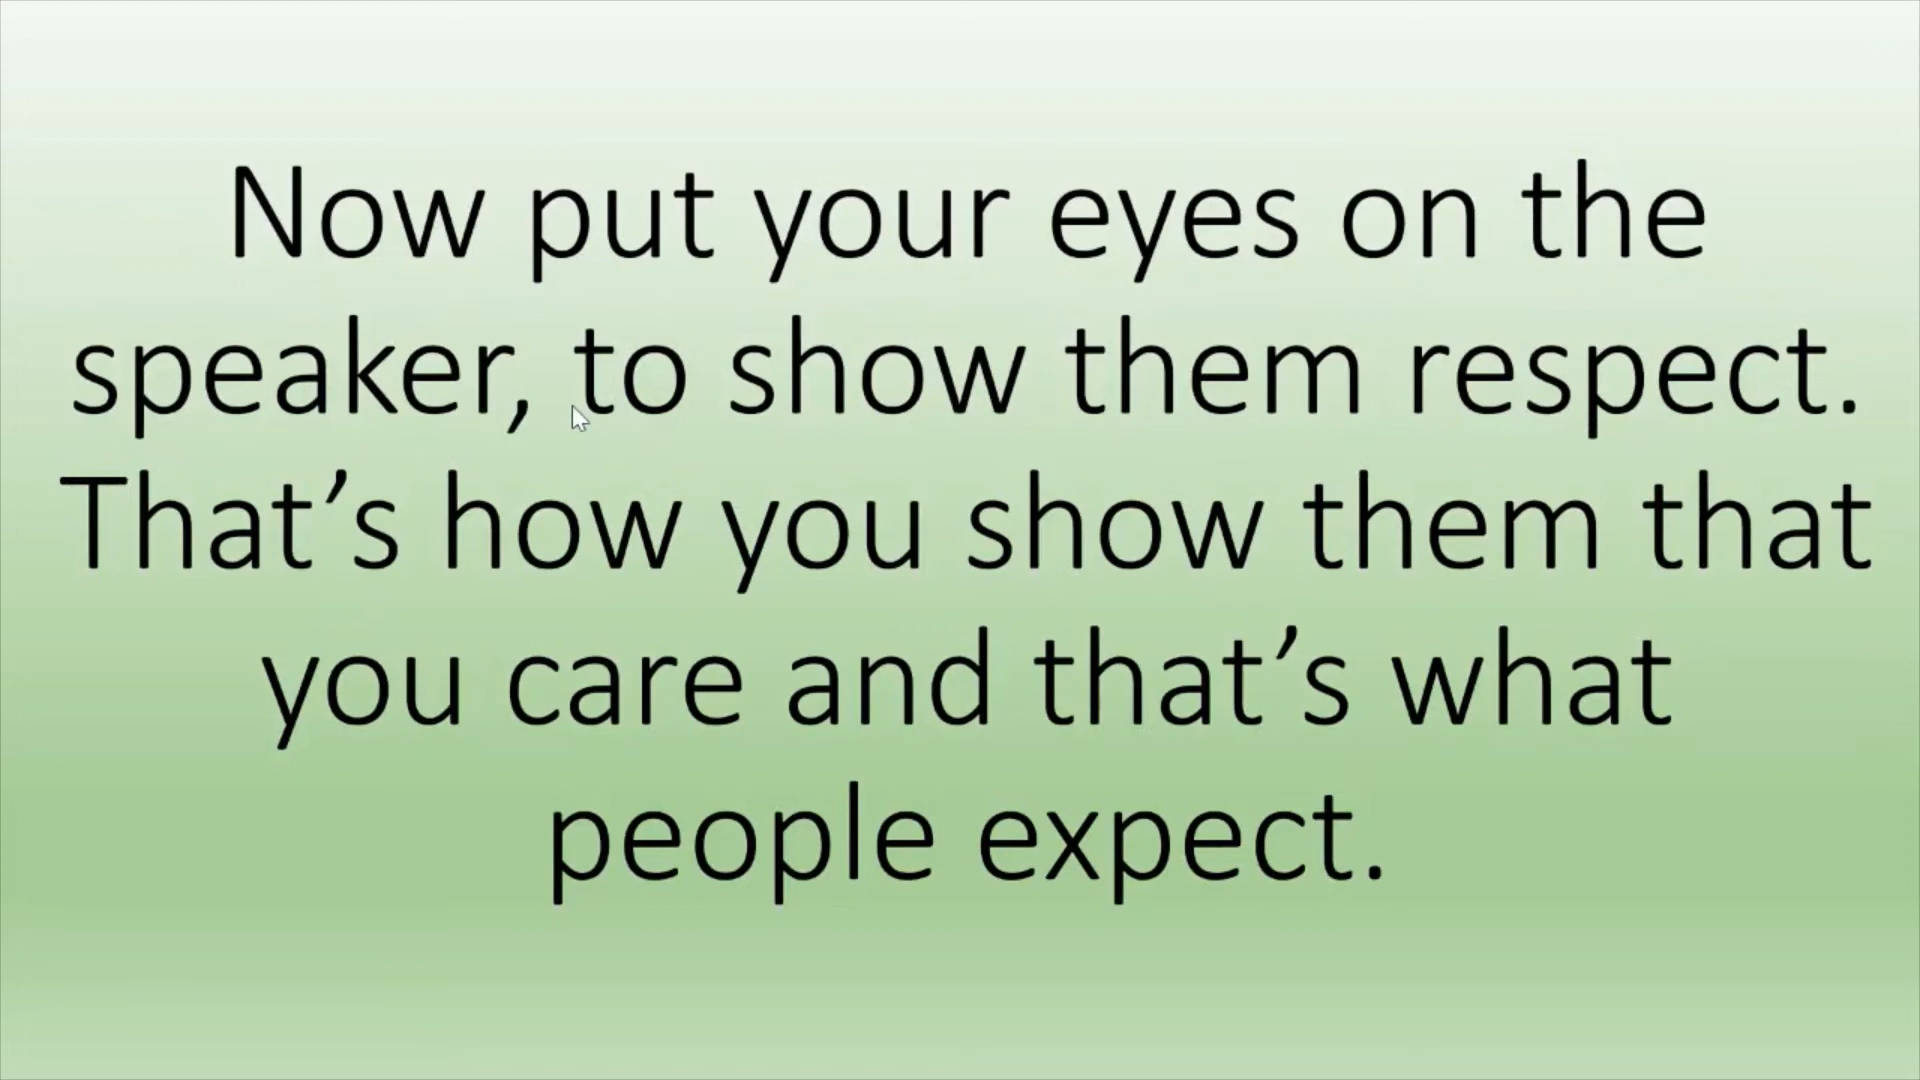 Now put your eyes on the
speaker, to show them respect.
That’s how you show them that
you care and that’s what
people expect.